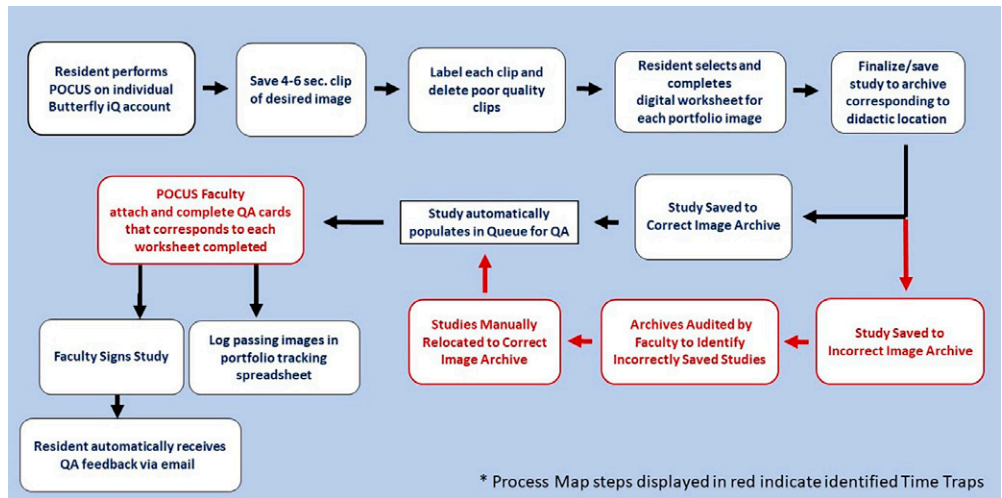 Resident performs
POCUS on individual
Butterfly iQ account
Save 4-6 sec. clip
of desired image
Label each clip and
delete poor quality
clips
Resident selects and
completes
digital worksheet for
each portfolio image
Finalize/save
study to archive
corresponding to
didactic location
POCUS Faculty
attach and complete QA cards
that corresponds to each
worksheet completed
Study automatically
populates in Queue for QA
Study Saved to
Correct Image Archive
Faculty Signs Study
Log passing images in
portfolio tracking
spreadsheet
Studies Manually
Relocated to Correct
Image Archive
Archives Audited by
Faculty to Identify
Incorrectly Saved Studies
Study Saved to
Incorrect Image Archive
Resident automatically receives
QA feedback via email
* Process Map steps displayed in red indicate identified Time Traps